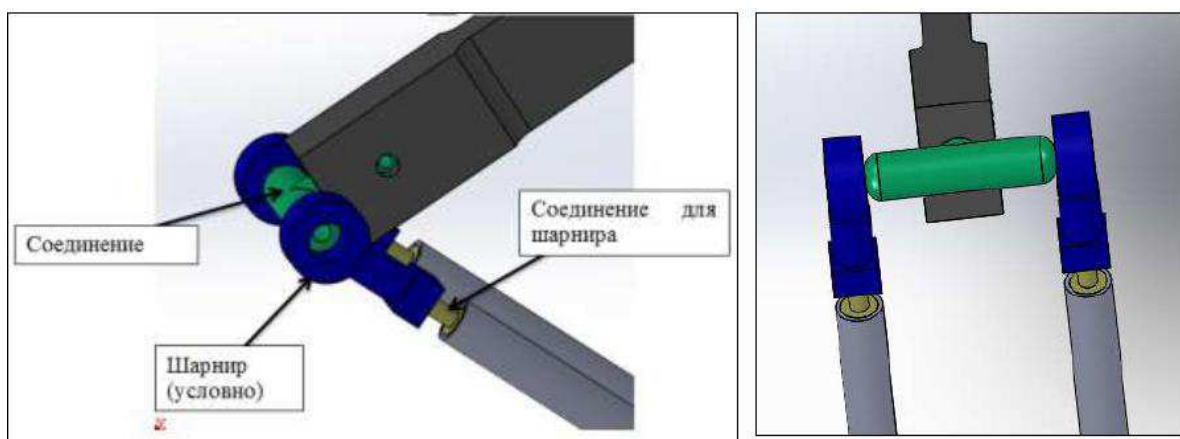 Соединение для
шарнира
Соединение
Шарнир
(условно)